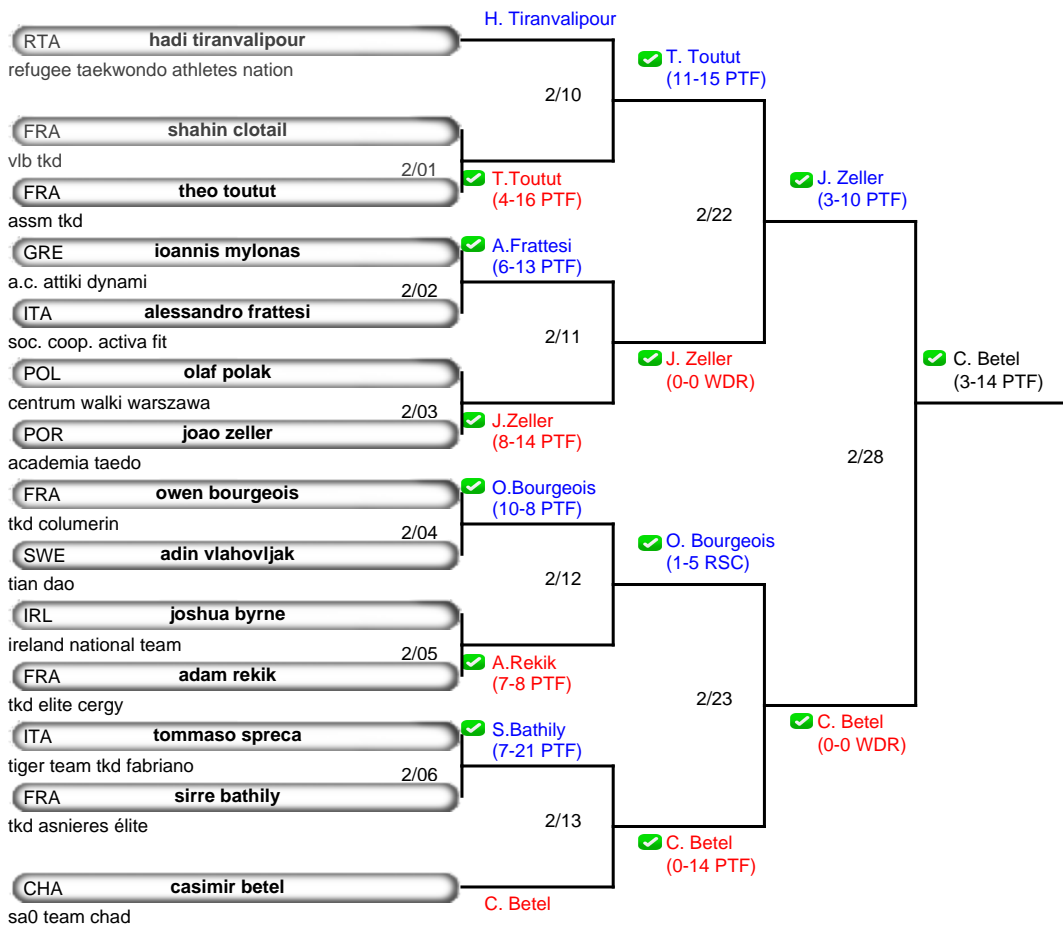 H. Tiranvalipour
RTA hadi tiranvalipour
refugee taekwondo athletes nation
T. Toutut
(11-15 PTF)
2/10
FRA shahin clotail
vlb tkd
2/01
FRA theo toutut
assm tkd
T.Toutut
(4-16 PTF)
J. Zeller
(3-10 PTF)
2/22
GRE ioannis mylonas
a.c. attiki dynami
A.Frattesi
(6-13 PTF)
2/02
ITA alessandro frattesi
soc. coop. activa fit
2/11
J. Zeller
(0-0 WDR)
POL olaf polak
centrum walki warszawa
2/03
POR joao zeller
academia taedo
J.Zeller
(8-14 PTF)
C. Betel
(3-14 PTF)
2/28
FRA owen bourgeois
tkd columerin
O.Bourgeois
(10-8 PTF)
2/04
SWE adin vlahovljak
tian dao
O. Bourgeois
(1-5 RSC)
2/12
IRL joshua byrne
ireland national team
2/05
FRA adam rekik
tkd elite cergy
A.Rekik
(7-8 PTF)
2/23
C. Betel
(0-0 WDR)
ITA tommaso spreca
tiger team tkd fabriano
S.Bathily
(7-21 PTF)
2/06
FRA sirre bathily
tkd asnieres élite
2/13
C. Betel
(0-14 PTF)
CHA casimir betel
sa0 team chad
C. Betel